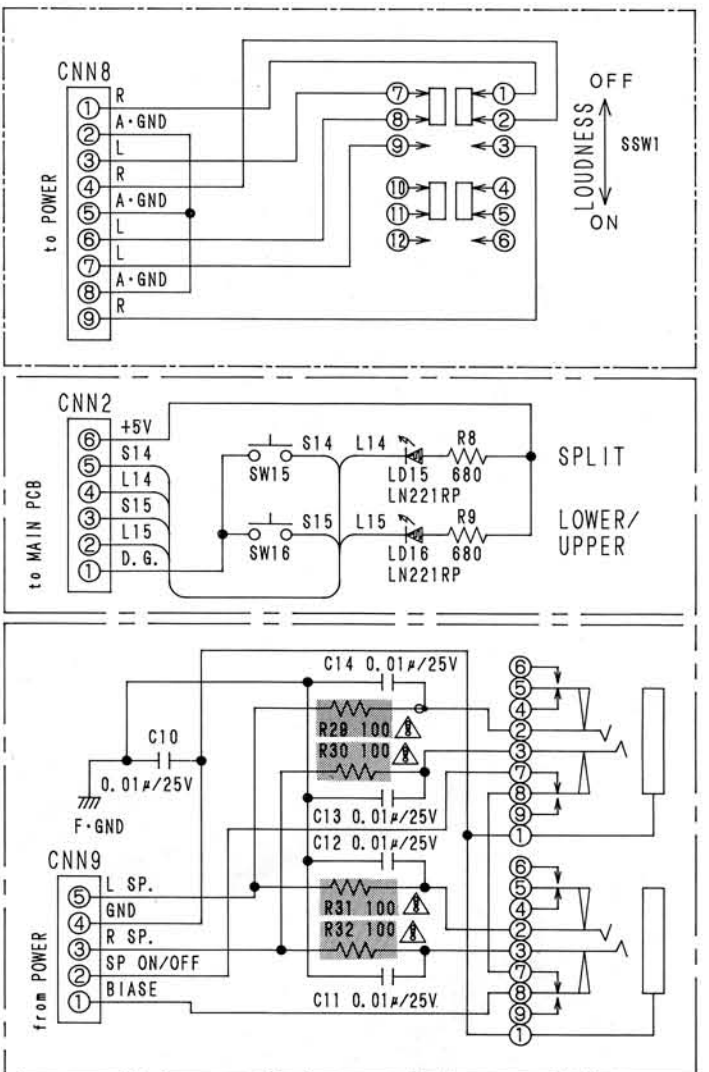 CNN8
to POWER
① R
② A·GND
③ L
④ R
⑤ A·GND
⑥ L
⑦ L
⑧ A·GND
⑨ R
⑦ ①
⑧ ②
⑨ ③
⑩ ④
⑪ ⑤
⑫ ⑥
OFF
LOUDNESS SSW1
ON
CNN2
to MAIN PCB
⑥ +5V
⑤ S14
④ L14
③ S15
② L15
① D.G.
SW15 S14 L14 LD15 LN221RP R8 680 SPLIT
SW16 S15 L15 LD16 LN221RP R9 680 LOWER/
UPPER
C14 0.01μ/25V
R29 100
R30 100
C10
0.01μ/25V
F·GND
C13 0.01μ/25V
C12 0.01μ/25V
R31 100
R32 100
C11 0.01μ/25V
CNN9
from POWER
⑤ L SP.
④ GND
③ R SP.
② SP ON/OFF
① BIASE
⑥
⑤
④
②
③
⑦
⑧
⑨
①
⑥
⑤
④
②
③
⑦
⑧
⑨
①